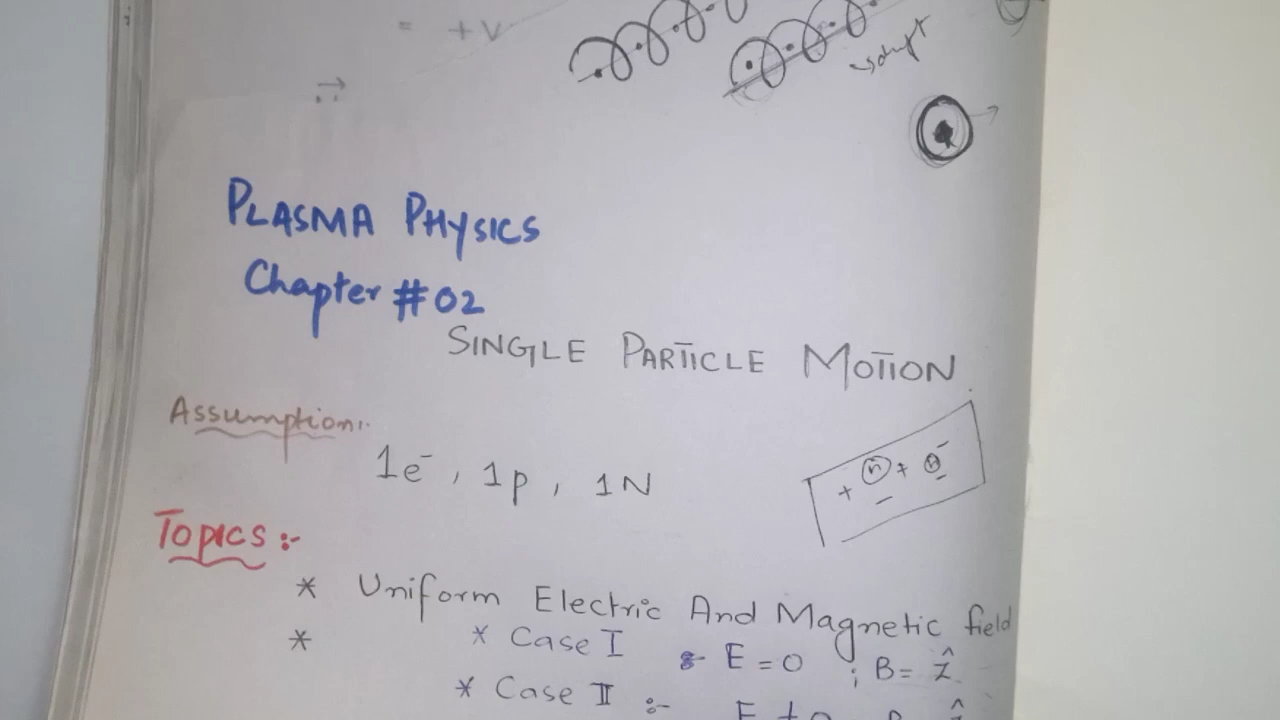 = +V
→drift
PLASMA PHYSICS
Chapter #02
SINGLE PARTICLE MOTION
Assumption:
1e⁻, 1p, 1N
+ n + n −
−  −
TOPICS :-
* Uniform Electric And Magnetic field
*
* Case I :- E = 0 ; B = ẑ
* Case II :- E ≠ 0